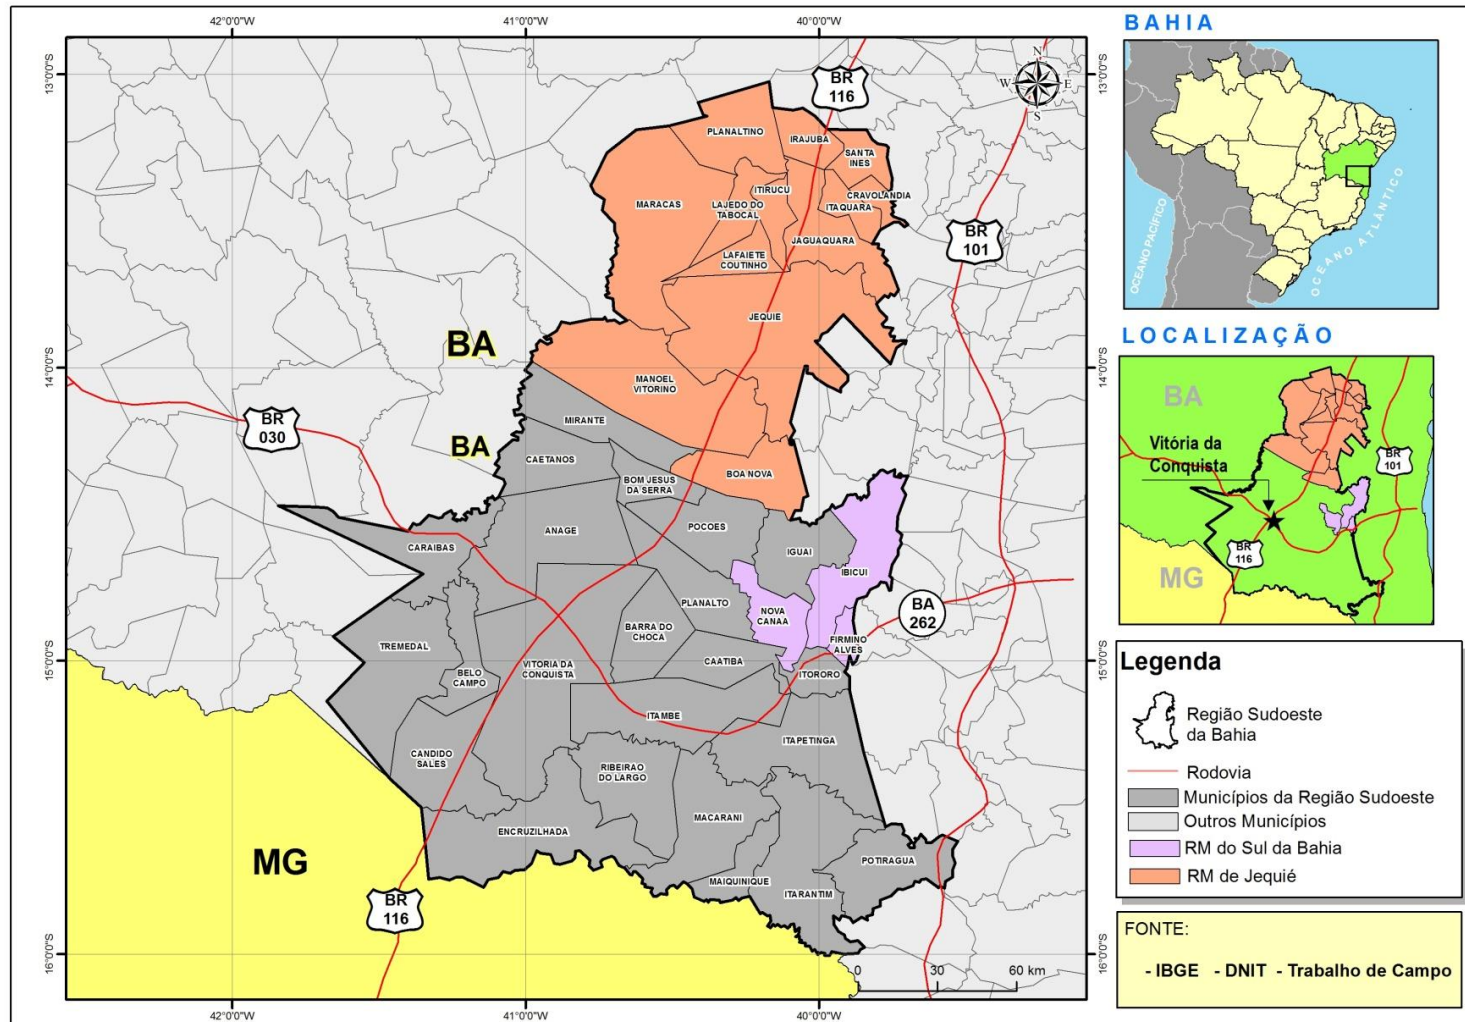 42°0'0"W
41°0'0"W
40°0'0"W
13°0'0"S
14°0'0"S
15°0'0"S
16°0'0"S
13°0'0"S
14°0'0"S
15°0'0"S
16°0'0"S
42°0'0"W
41°0'0"W
40°0'0"W
N
W
E
S
BR
116
PLANALTINO
IRAJUBA
SANTA
INES
ITIRUCU
CRAVOLANDIA
MARACAS
LAJEDO DO
TABOCAL
ITAQUARA
JAGUAQUARA
LAFAIETE
COUTINHO
BR
101
JEQUIE
BA
MANOEL
VITORINO
BR
030
MIRANTE
BA
CAETANOS
BOM JESUS
DA SERRA
BOA NOVA
POCOES
ANAGE
CARAIBAS
IGUAI
IBICUI
PLANALTO
NOVA
CANAA
BA
262
BARRA DO
CHOCA
FIRMINO
ALVES
TREMEDAL
CAATIBA
BELO
CAMPO
VITORIA DA
CONQUISTA
ITORORO
ITAMBE
ITAPETINGA
CANDIDO
SALES
RIBEIRAO
DO LARGO
MACARANI
ENCRUZILHADA
MG
POTIRAGUA
MAIQUINIQUE
ITARANTIM
BR
116
0 30 60 km
BAHIA
OCEANO PACÍFICO
OCEANO ATLÂNTICO
LOCALIZAÇÃO
BA
Vitória da
Conquista
BR
101
BR
116
MG
Legenda
Região Sudoeste
da Bahia
Rodovia
Municípios da Região Sudoeste
Outros Municípios
RM do Sul da Bahia
RM de Jequié
FONTE:
- IBGE - DNIT - Trabalho de Campo